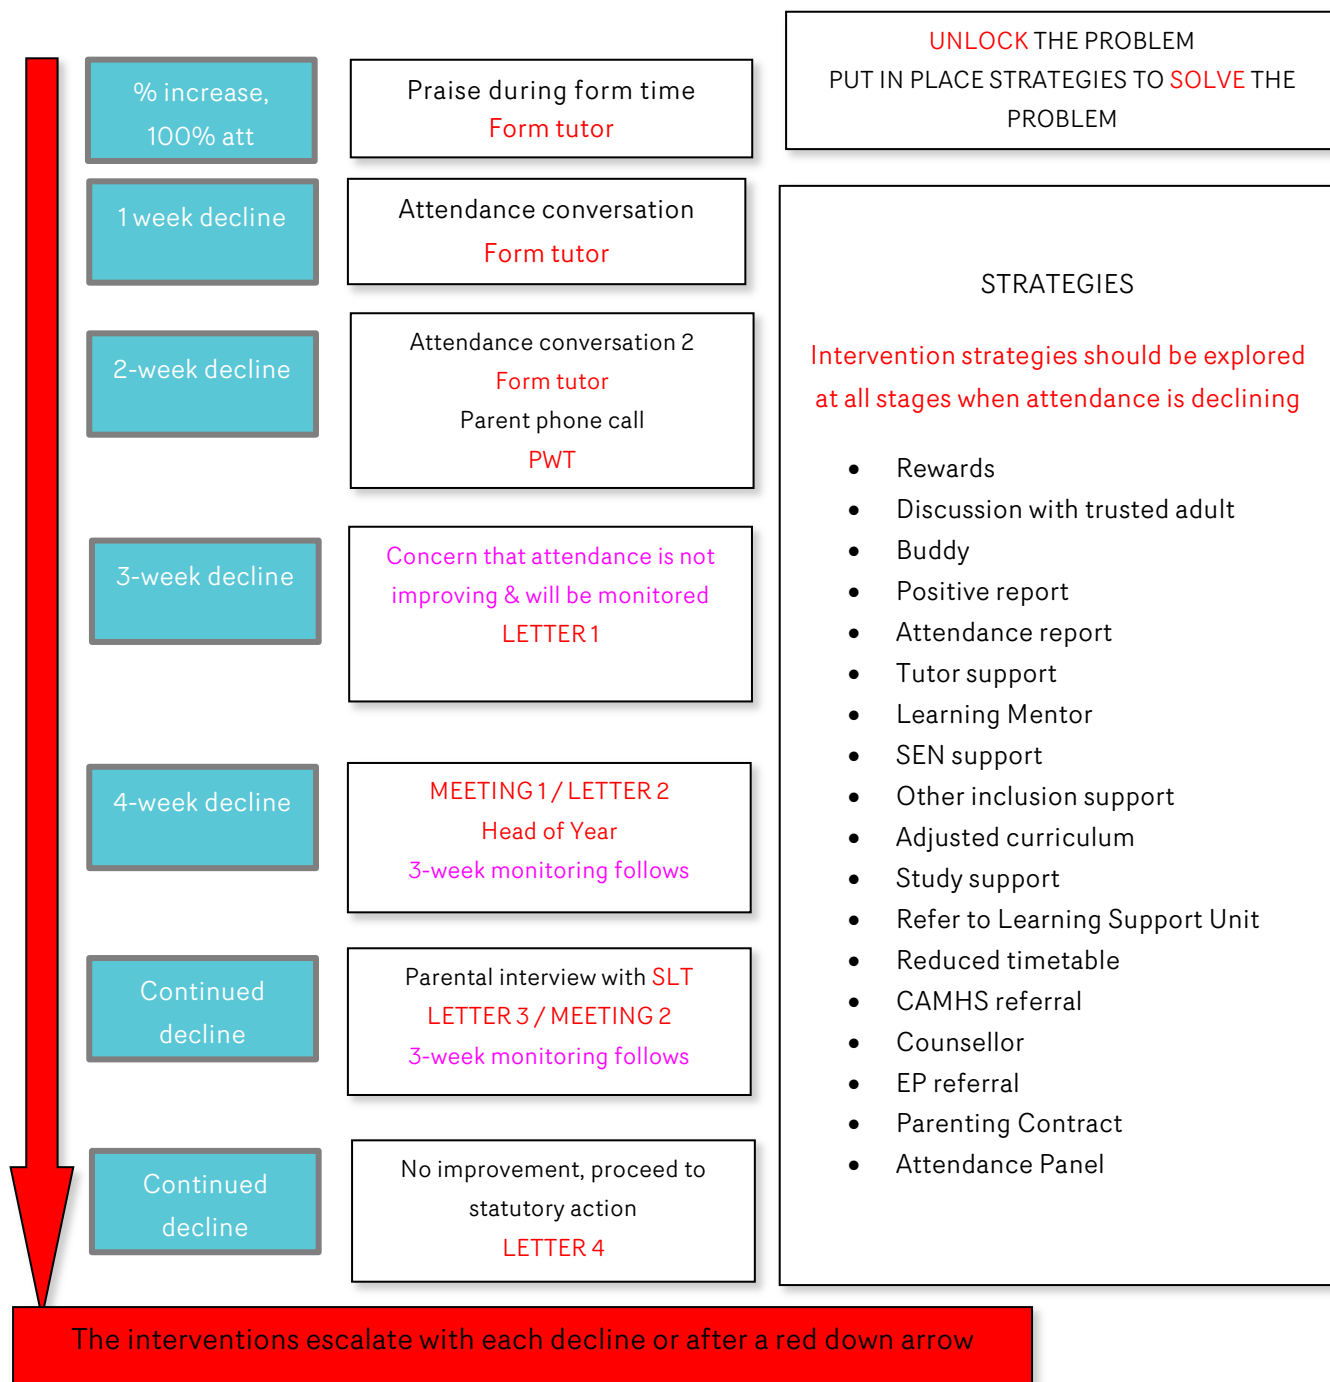 % increase,
100% att
Praise during form time
Form tutor
UNLOCK THE PROBLEM
PUT IN PLACE STRATEGIES TO SOLVE THE
PROBLEM
1 week decline
Attendance conversation
Form tutor
2-week decline
Attendance conversation 2
Form tutor
Parent phone call
PWT
3-week decline
Concern that attendance is not
improving & will be monitored
LETTER 1
4-week decline
MEETING 1 / LETTER 2
Head of Year
3-week monitoring follows
Continued
decline
Parental interview with SLT
LETTER 3 / MEETING 2
3-week monitoring follows
Continued
decline
No improvement, proceed to
statutory action
LETTER 4
STRATEGIES
Intervention strategies should be explored
at all stages when attendance is declining
• Rewards
• Discussion with trusted adult
• Buddy
• Positive report
• Attendance report
• Tutor support
• Learning Mentor
• SEN support
• Other inclusion support
• Adjusted curriculum
• Study support
• Refer to Learning Support Unit
• Reduced timetable
• CAMHS referral
• Counsellor
• EP referral
• Parenting Contract
• Attendance Panel
The interventions escalate with each decline or after a red down arrow